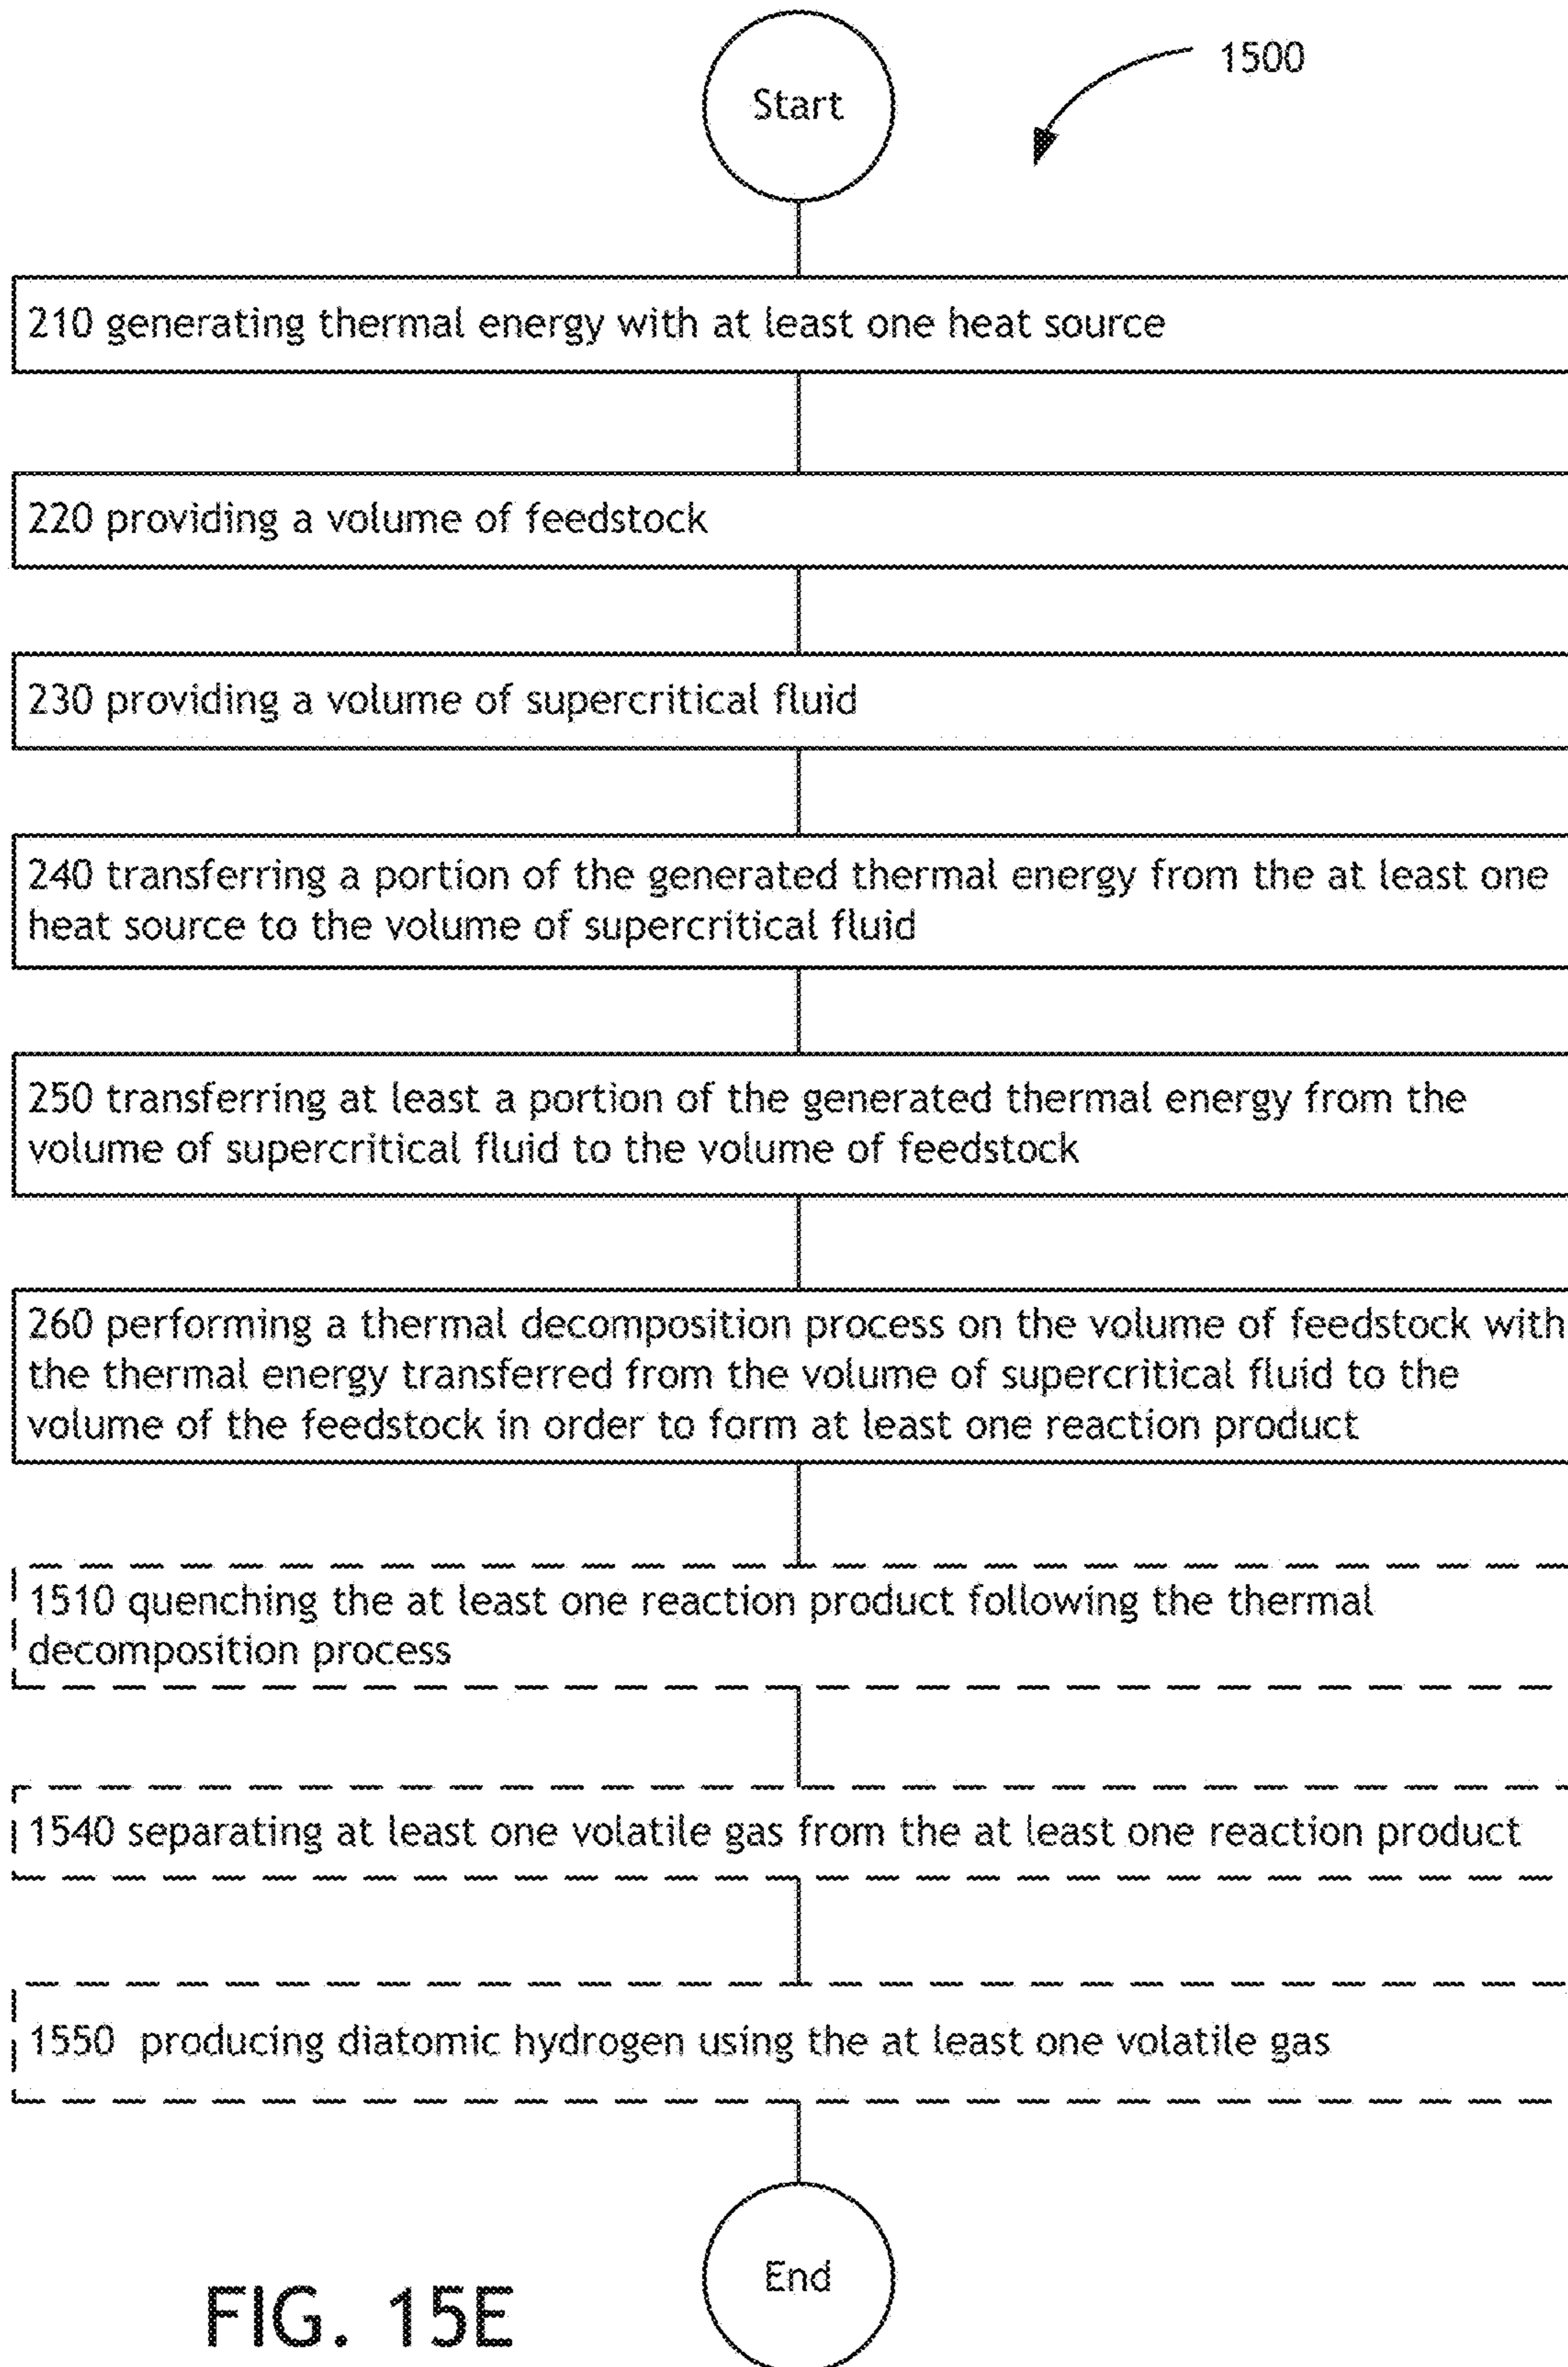 Start
1500
210 generating thermal energy with at least one heat source
220 providing a volume of feedstock
230 providing a volume of supercritical fluid
240 transferring a portion of the generated thermal energy from the at least one
heat source to the volume of supercritical fluid
250 transferring at least a portion of the generated thermal energy from the
volume of supercritical fluid to the volume of feedstock
260 performing a thermal decomposition process on the volume of feedstock with
the thermal energy transferred from the volume of supercritical fluid to the
volume of the feedstock in order to form at least one reaction product
1510 quenching the at least one reaction product following the thermal
decomposition process
1540 separating at least one volatile gas from the at least one reaction product
1550 producing diatomic hydrogen using the at least one volatile gas
End
FIG. 15E